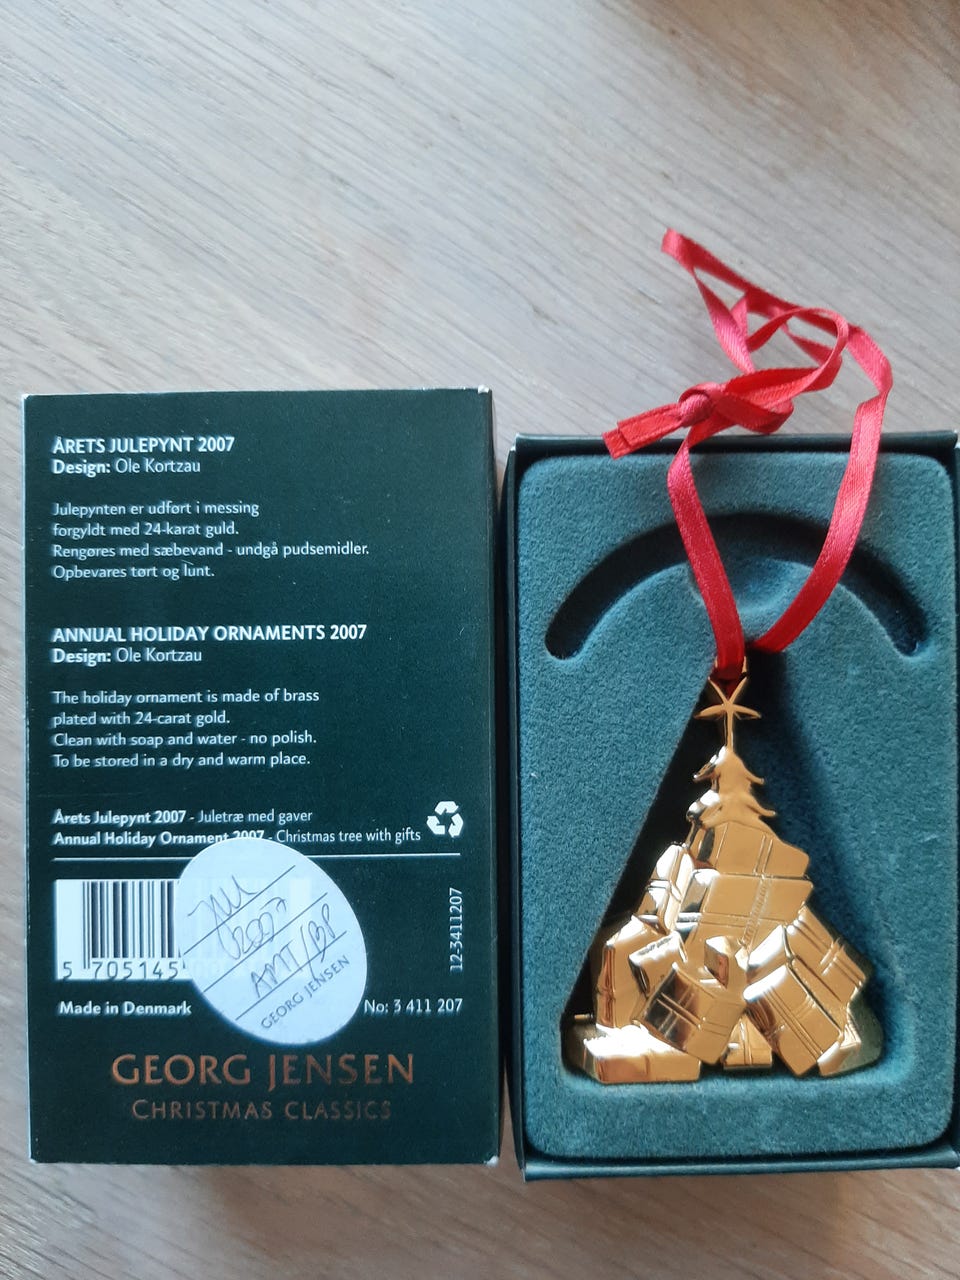 ÅRETS JULEPYNT 2007
Design: Ole Kortzau
Julepynten er udført i messing
forgyldt med 24-karat guld.
Rengøres med sæbevand - undgå pudsemidler.
Opbevares tørt og lunt.
ANNUAL HOLIDAY ORNAMENTS 2007
Design: Ole Kortzau
The holiday ornament is made of brass
plated with 24-carat gold.
Clean with soap and water - no polish.
To be stored in a dry and warm place.
Årets Julepynt 2007 - Juletræ med gaver
Annual Holiday Ornament 2007 - Christmas tree with gifts
2007
AMT/BP
GEORG JENSEN
5 705145
12-3411207
Made in Denmark
No: 3 411 207
GEORG JENSEN
CHRISTMAS CLASSICS